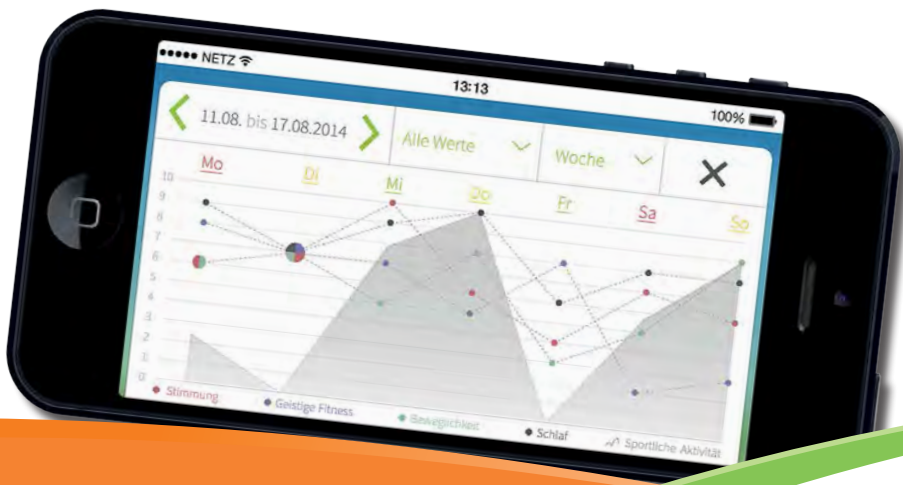 NETZ
13:13
100%
11.08. bis 17.08.2014
Alle Werte
Woche
Mo
Di
Mi
Do
Fr
Sa
So
10
9
8
7
6
5
4
3
2
1
0
Stimmung
Geistige Fitness
Beweglichkeit
Schlaf
Sportliche Aktivität